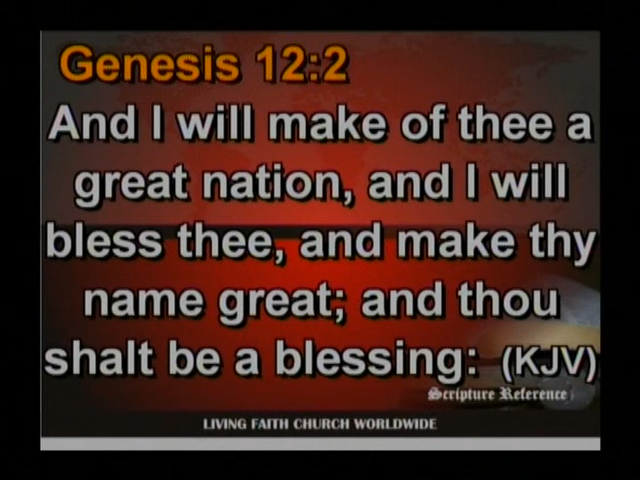 Genesis 12:2
And I will make of thee a
great nation, and I will
bless thee, and make thy
name great; and thou
shalt be a blessing: (KJV)
Scripture Reference
LIVING FAITH CHURCH WORLDWIDE